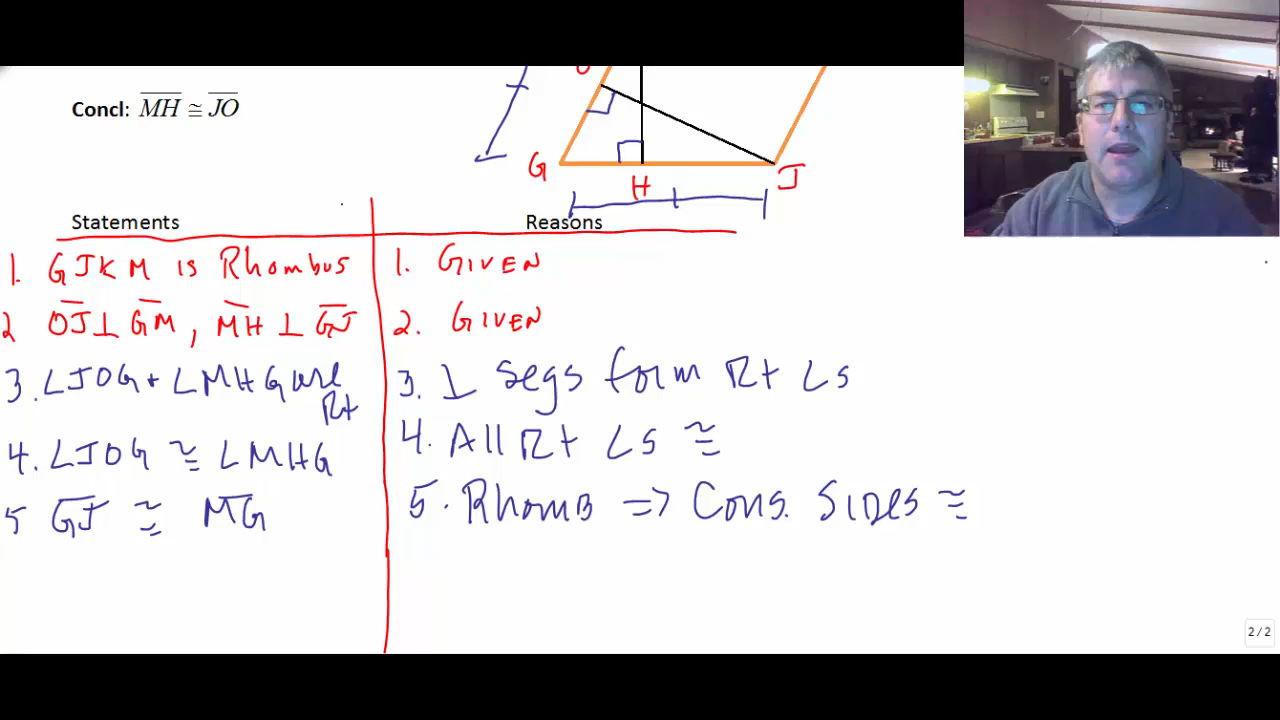 O
Concl: MH ≅ JO
G
H
J
Statements
Reasons
1. GJKM is Rhombus
1. GIVEN
2 OJ ⊥ GM, MH ⊥ GJ
2. GIVEN
3. ∠JOG + ∠MHG are Rt
3. ⊥ Segs form Rt ∠s
4. ∠JOG ≅ ∠MHG
4. All Rt ∠s ≅
5 GJ ≅ MG
5. Rhomb => Cons. Sides ≅
2 / 2